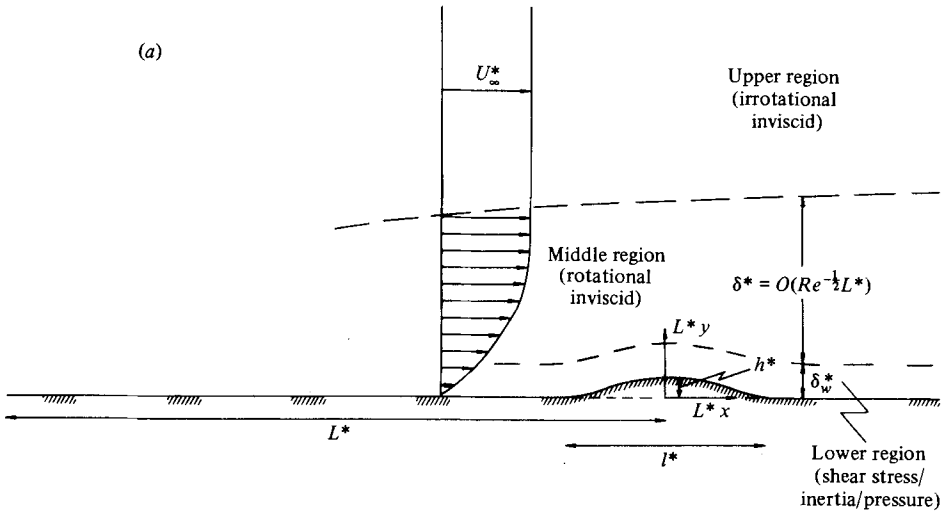 (a)
U*∞
Upper region
(irrotational
inviscid)
Middle region
(rotational
inviscid)
δ* = O(Re^{-1/2}L*)
L* y
h*
δ*w
L* x
L*
l*
Lower region
(shear stress/
inertia/pressure)